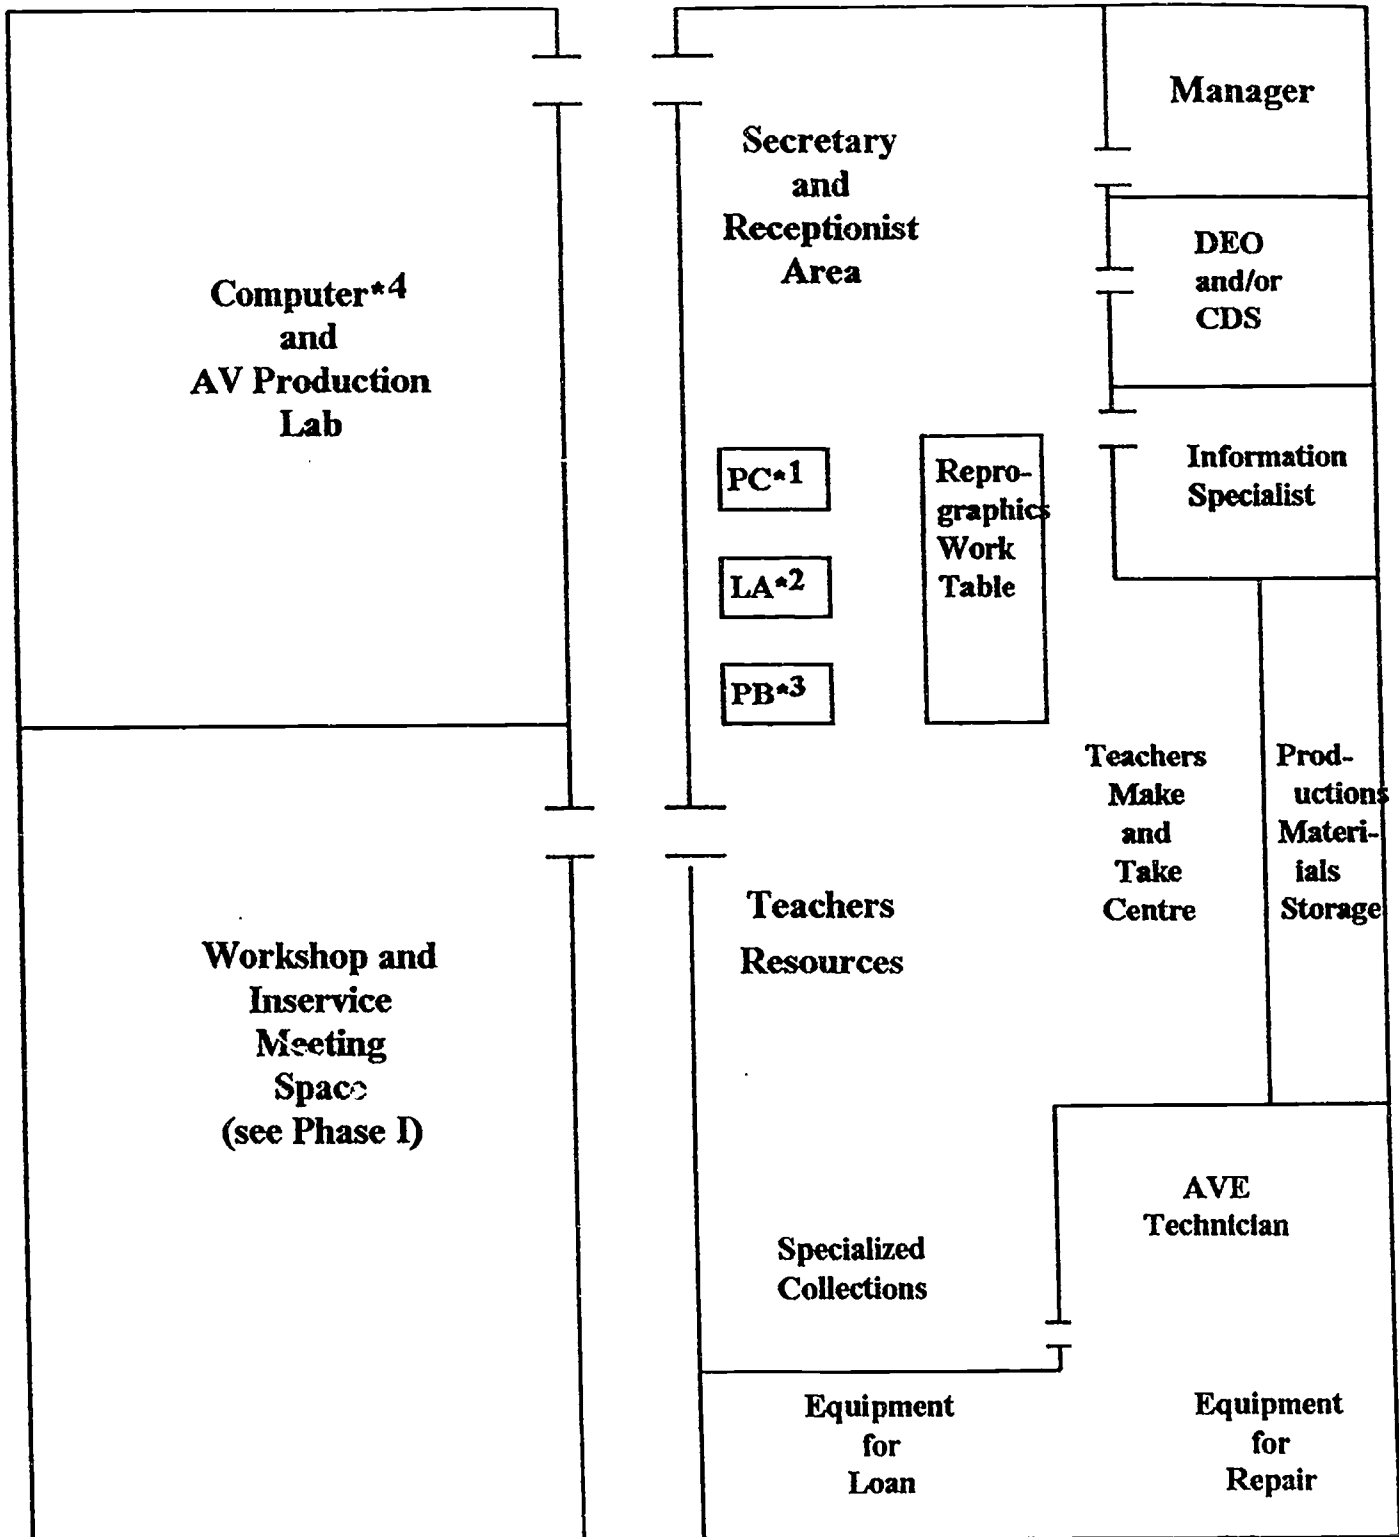 Computer*4
and
AV Production
Lab
Workshop and
Inservice
Meeting
Space
(see Phase I)
Secretary
and
Receptionist
Area
Manager
DEO
and/or
CDS
Information
Specialist
PC*1
LA*2
PB*3
Repro-
graphics
Work
Table
Teachers
Make
and
Take
Centre
Prod-
uctions
Materi-
ials
Storage
Teachers
Resources
AVE
Technician
Specialized
Collections
Equipment
for
Loan
Equipment
for
Repair